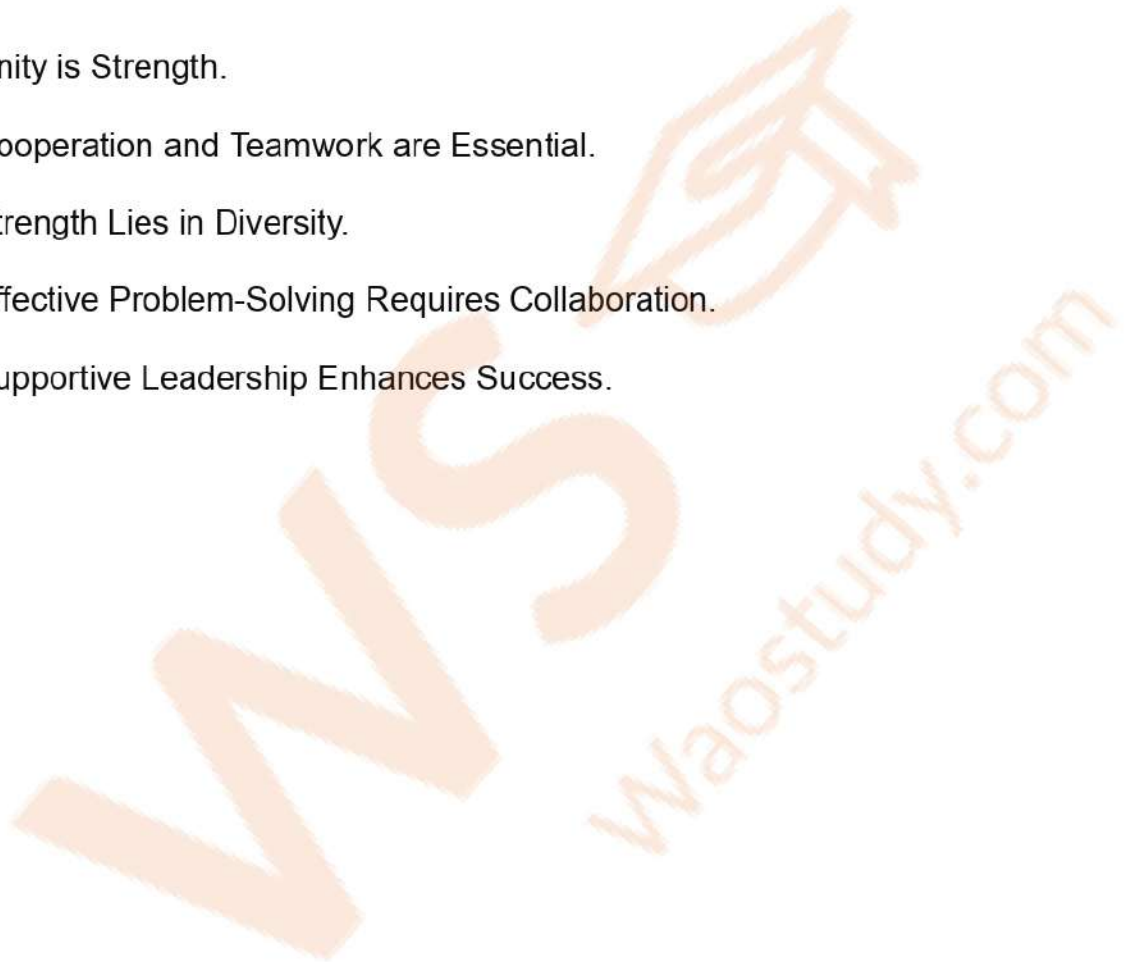 nity is Strength.
ooperation and Teamwork are Essential.
trength Lies in Diversity.
ffective Problem-Solving Requires Collaboration.
upportive Leadership Enhances Success.
WS
Waostudy.com